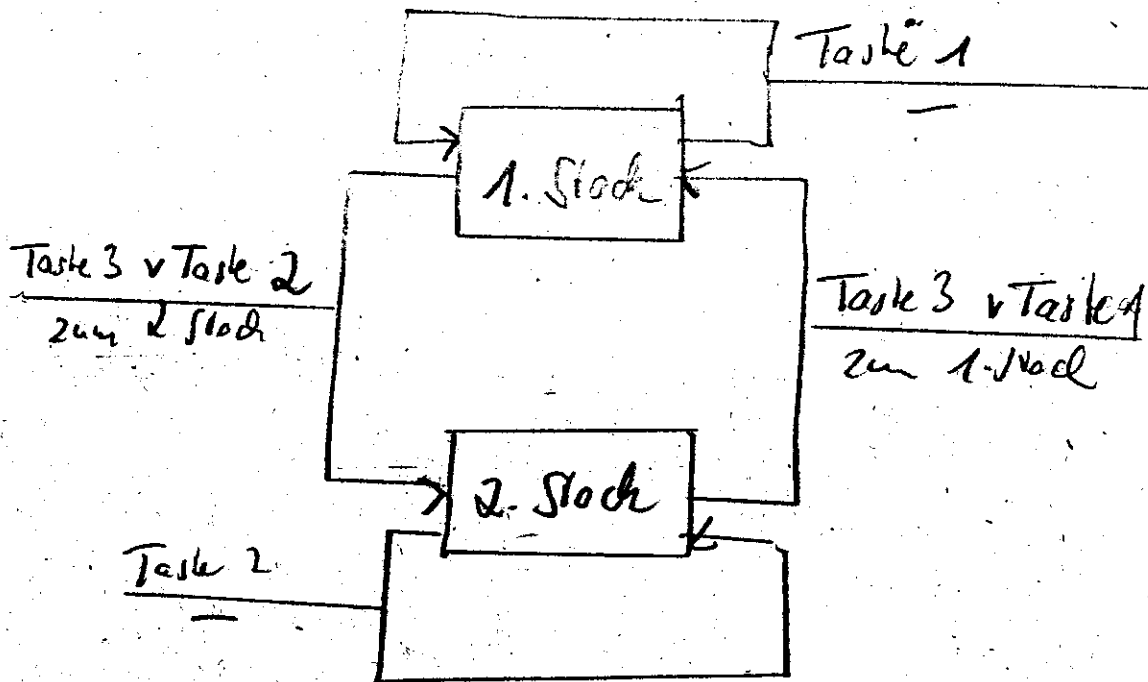 Taste 1
—
1. Stock
Taste 3 v Taste 2
zum 2 Stock
Taste 3 v Taste 1
zum 1. Stock
2. Stock
Taste 2
—